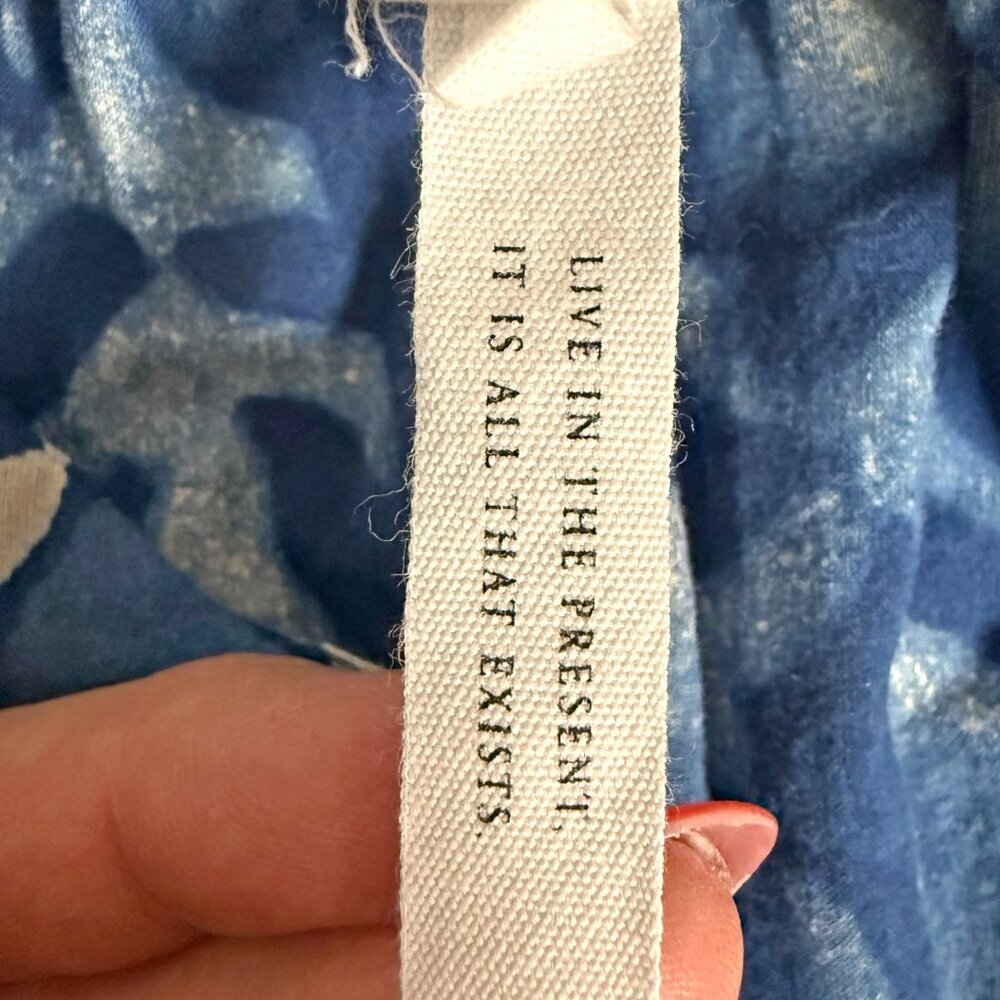 LIVE IN THE PRESENT,
IT IS ALL THAT EXISTS.